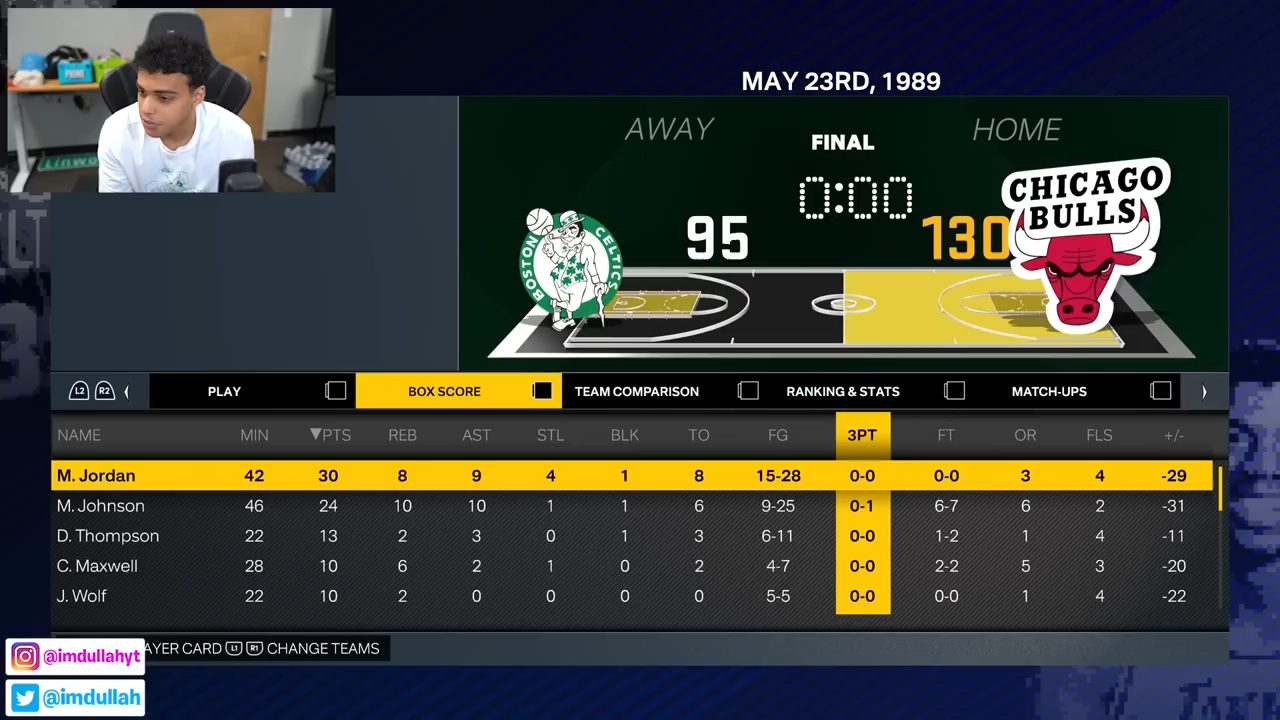 MAY 23RD, 1989
AWAY
FINAL
HOME
0:00
95
130
BOSTON CELTICS
CHICAGO
BULLS
Linwo
PRIME
L2 R2 PLAY BOX SCORE TEAM COMPARISON RANKING & STATS MATCH-UPS
NAME MIN ▼PTS REB AST STL BLK TO FG 3PT FT OR FLS +/-
M. Jordan 42 30 8 9 4 1 8 15-28 0-0 0-0 3 4 -29
M. Johnson 46 24 10 10 1 1 6 9-25 0-1 6-7 6 2 -31
D. Thompson 22 13 2 3 0 1 3 6-11 0-0 1-2 1 4 -11
C. Maxwell 28 10 6 2 1 0 2 4-7 0-0 2-2 5 3 -20
J. Wolf 22 10 2 0 0 0 0 5-5 0-0 0-0 1 4 -22
AYER CARD L1 R1 CHANGE TEAMS
@imdullahyt
@imdullah